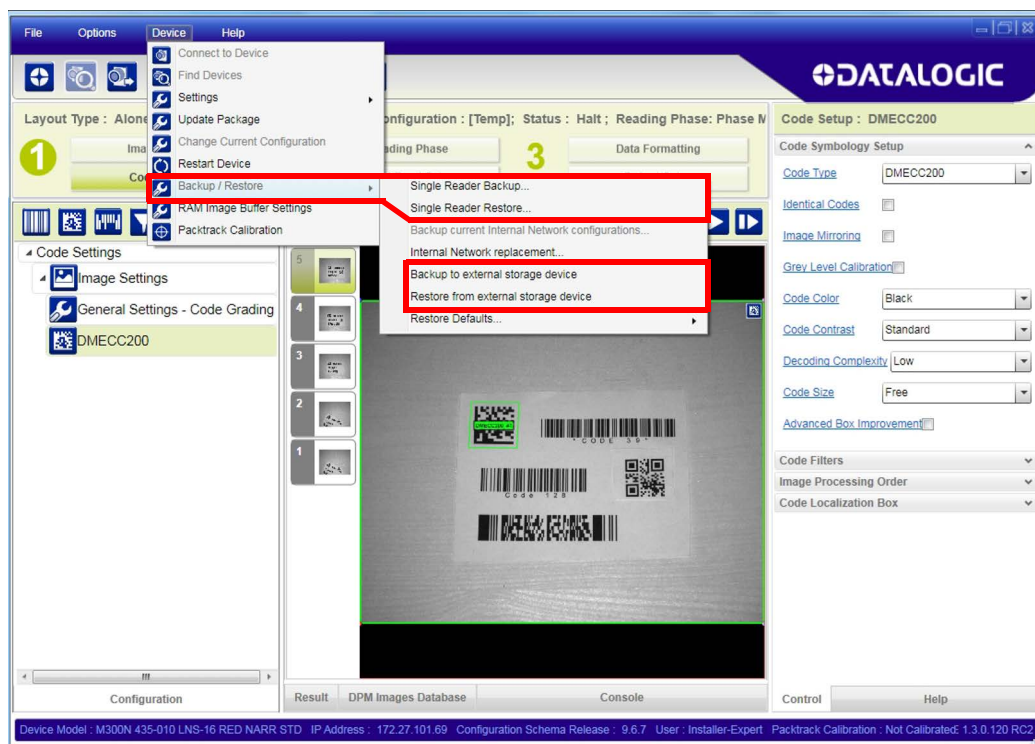 File Options Device Help
DATALOGIC
Connect to Device
Find Devices
Settings
Update Package
Change Current Configuration
Restart Device
Backup / Restore
RAM Image Buffer Settings
Packtrack Calibration
Single Reader Backup...
Single Reader Restore...
Backup current Internal Network configurations...
Internal Network replacement...
Backup to external storage device
Restore from external storage device
Restore Defaults...
Layout Type : Alone
onfiguration : [Temp]; Status : Halt ; Reading Phase: Phase M
1
Ima
Co
ading Phase
3
Data Formatting
Code Settings
Image Settings
General Settings - Code Grading
DMECC200
5
4
3
2
1
CODE 39
Code 128
Code Setup : DMECC200
Code Symbology Setup
Code Type DMECC200
Identical Codes
Image Mirroring
Grey Level Calibration
Code Color Black
Code Contrast Standard
Decoding Complexity Low
Code Size Free
Advanced Box Improvement
Code Filters
Image Processing Order
Code Localization Box
Configuration
Result DPM Images Database Console
Control Help
Device Model : M300N 435-010 LNS-16 RED NARR STD IP Address : 172.27.101.69 Configuration Schema Release : 9.6.7 User : Installer-Expert Packtrack Calibration : Not Calibrated 1.3.0.120 RC2